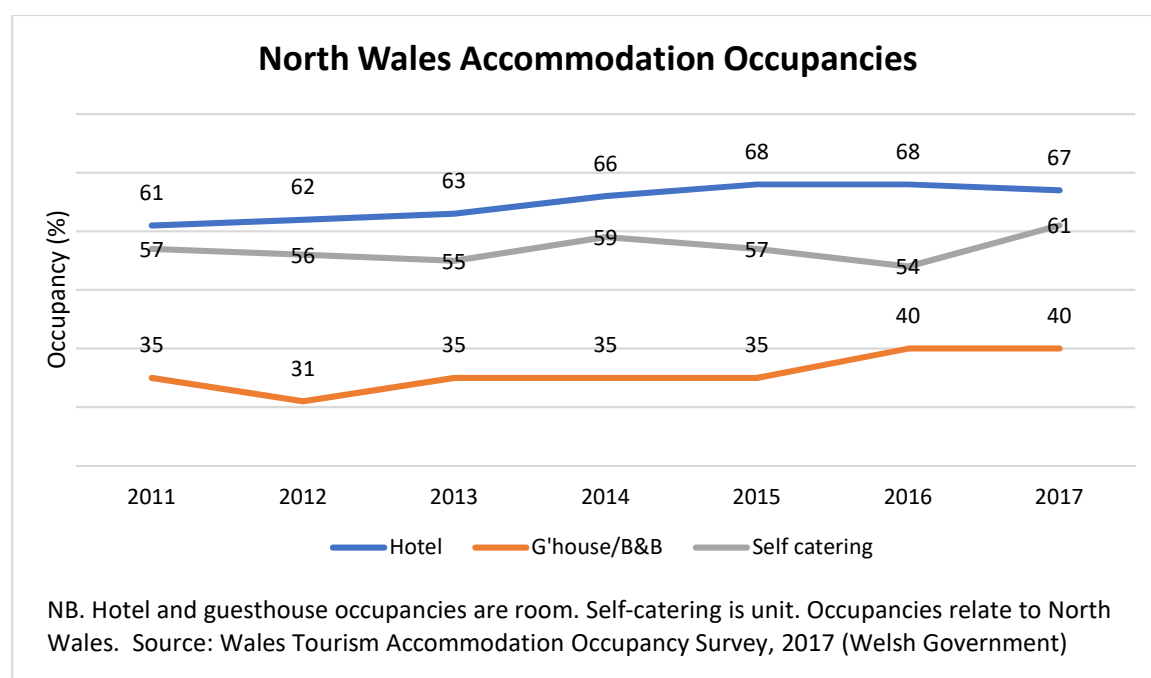 North Wales Accommodation Occupancies
Occupancy (%)
61 62 63 66 68 68 67
57 56 55 59 57 54 61
35 31 35 35 35 40 40
2011 2012 2013 2014 2015 2016 2017
Hotel G'house/B&B Self catering
NB. Hotel and guesthouse occupancies are room. Self-catering is unit. Occupancies relate to North
Wales.  Source: Wales Tourism Accommodation Occupancy Survey, 2017 (Welsh Government)